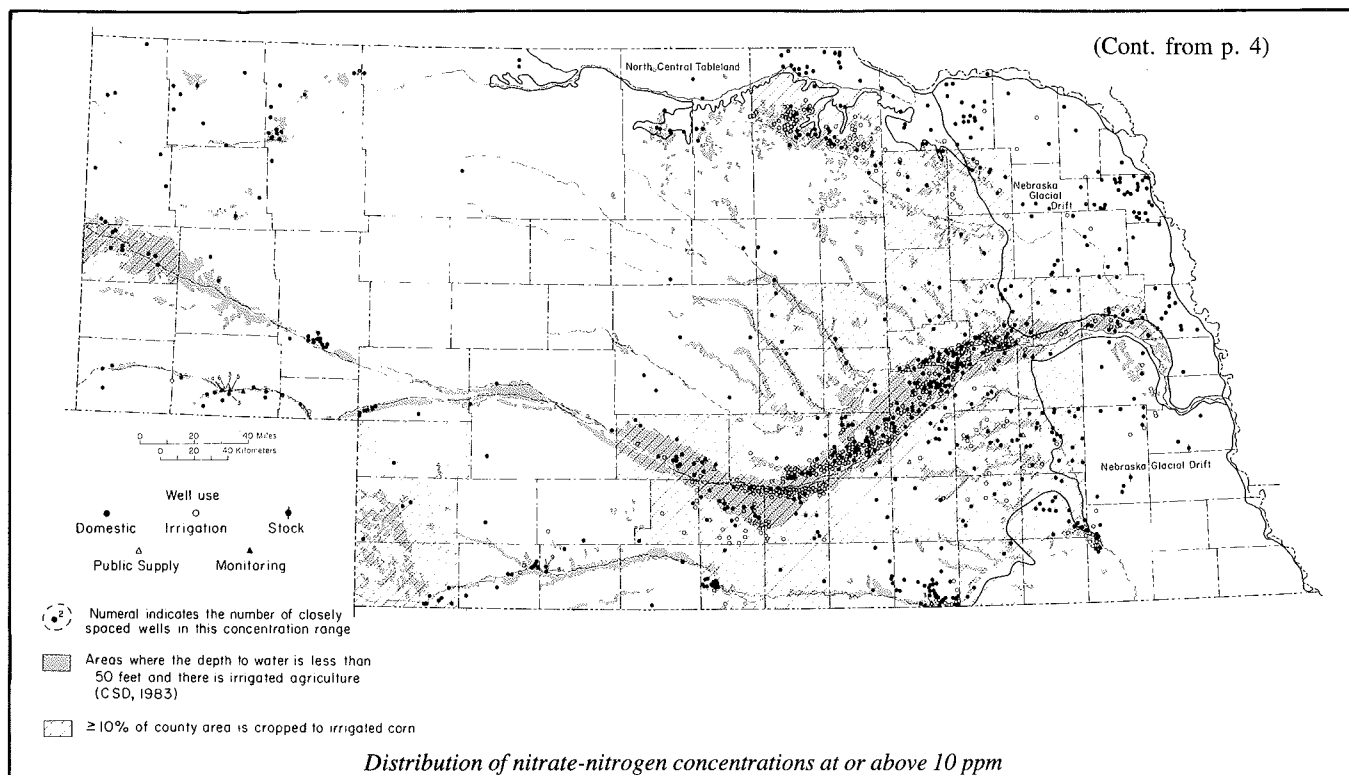 (Cont. from p. 4)
North Central Tableland
Nebraska
Glacial
Drift
Nebraska Glacial Drift
0 20 40 Miles
0 20 40 Kilometers
Well use
Domestic Irrigation Stock
Public Supply Monitoring
2 Numeral indicates the number of closely
spaced wells in this concentration range
Areas where the depth to water is less than
50 feet and there is irrigated agriculture
(CSD, 1983)
≥10% of county area is cropped to irrigated corn
Distribution of nitrate-nitrogen concentrations at or above 10 ppm